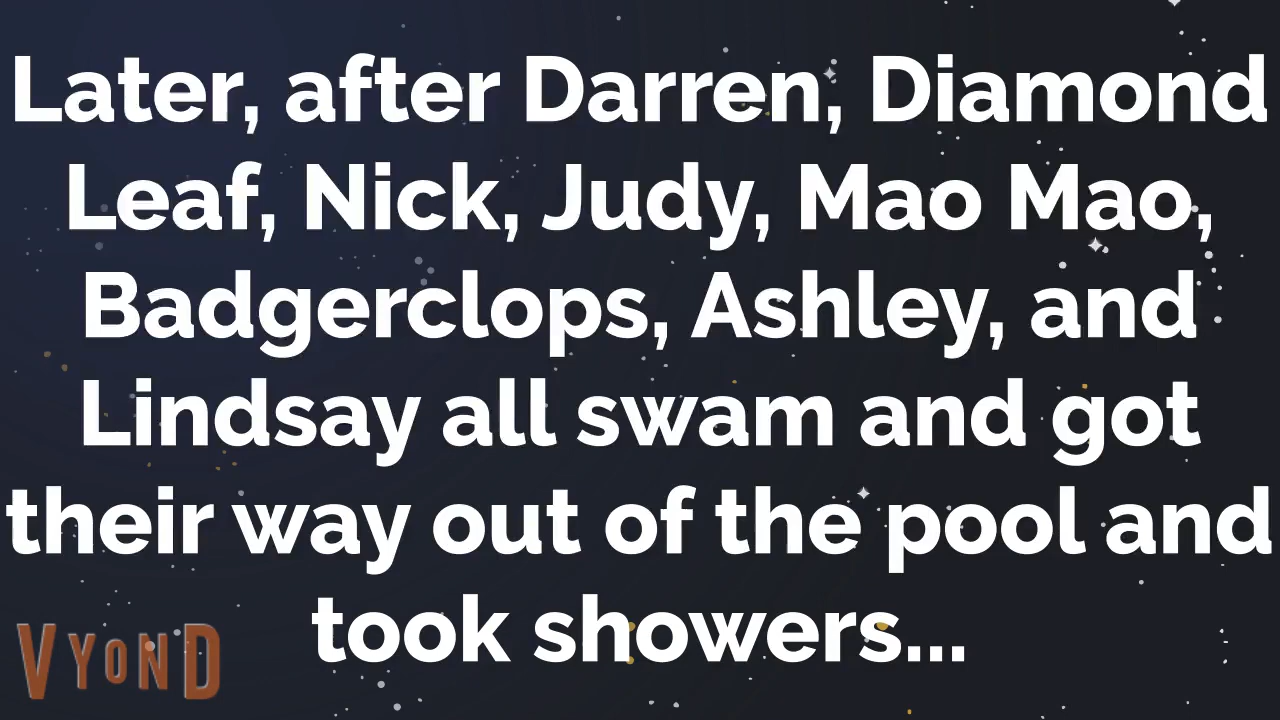 Later, after Darren, Diamond
Leaf, Nick, Judy, Mao Mao,
Badgerclops, Ashley, and
Lindsay all swam and got
their way out of the pool and
took showers...
VYOND